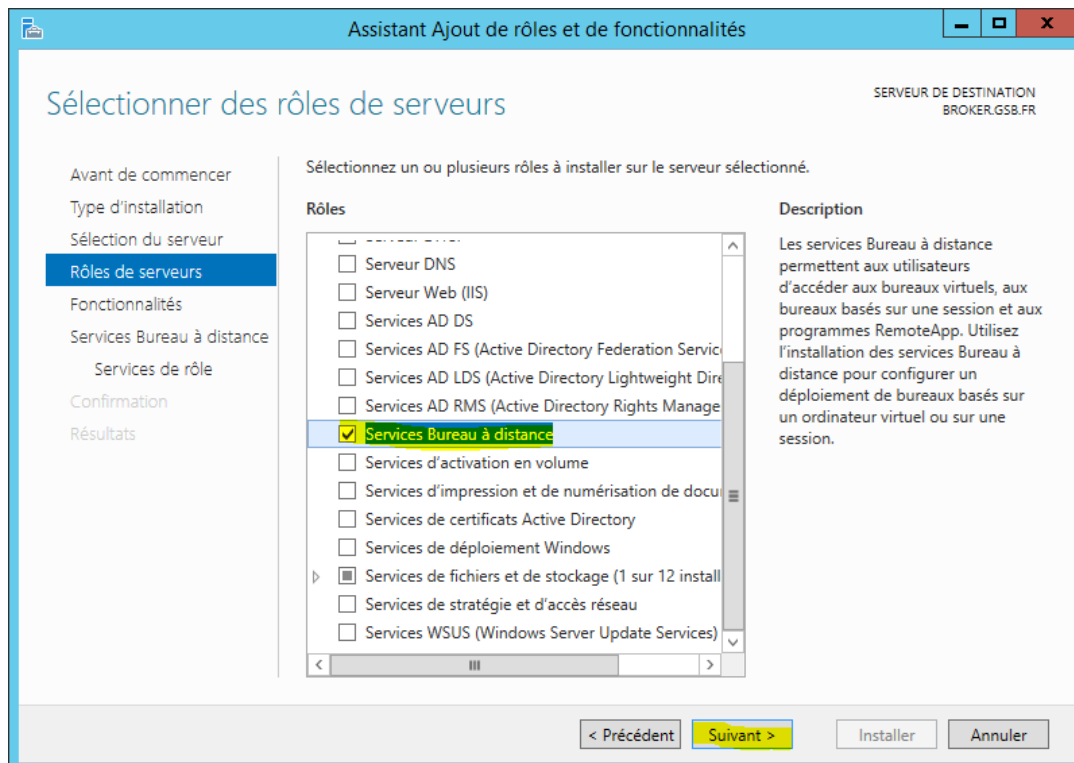 Assistant Ajout de rôles et de fonctionnalités
Sélectionner des rôles de serveurs
SERVEUR DE DESTINATION
BROKER.GSB.FR
Avant de commencer
Type d'installation
Sélection du serveur
Rôles de serveurs
Fonctionnalités
Services Bureau à distance
Services de rôle
Confirmation
Résultats
Sélectionnez un ou plusieurs rôles à installer sur le serveur sélectionné.
Rôles
Serveur DNS
Serveur Web (IIS)
Services AD DS
Services AD FS (Active Directory Federation Servic
Services AD LDS (Active Directory Lightweight Dire
Services AD RMS (Active Directory Rights Manage
Services Bureau à distance
Services d'activation en volume
Services d'impression et de numérisation de docu
Services de certificats Active Directory
Services de déploiement Windows
Services de fichiers et de stockage (1 sur 12 install
Services de stratégie et d'accès réseau
Services WSUS (Windows Server Update Services)
Description
Les services Bureau à distance
permettent aux utilisateurs
d'accéder aux bureaux virtuels, aux
bureaux basés sur une session et aux
programmes RemoteApp. Utilisez
l'installation des services Bureau à
distance pour configurer un
déploiement de bureaux basés sur
un ordinateur virtuel ou sur une
session.
< Précédent
Suivant >
Installer
Annuler